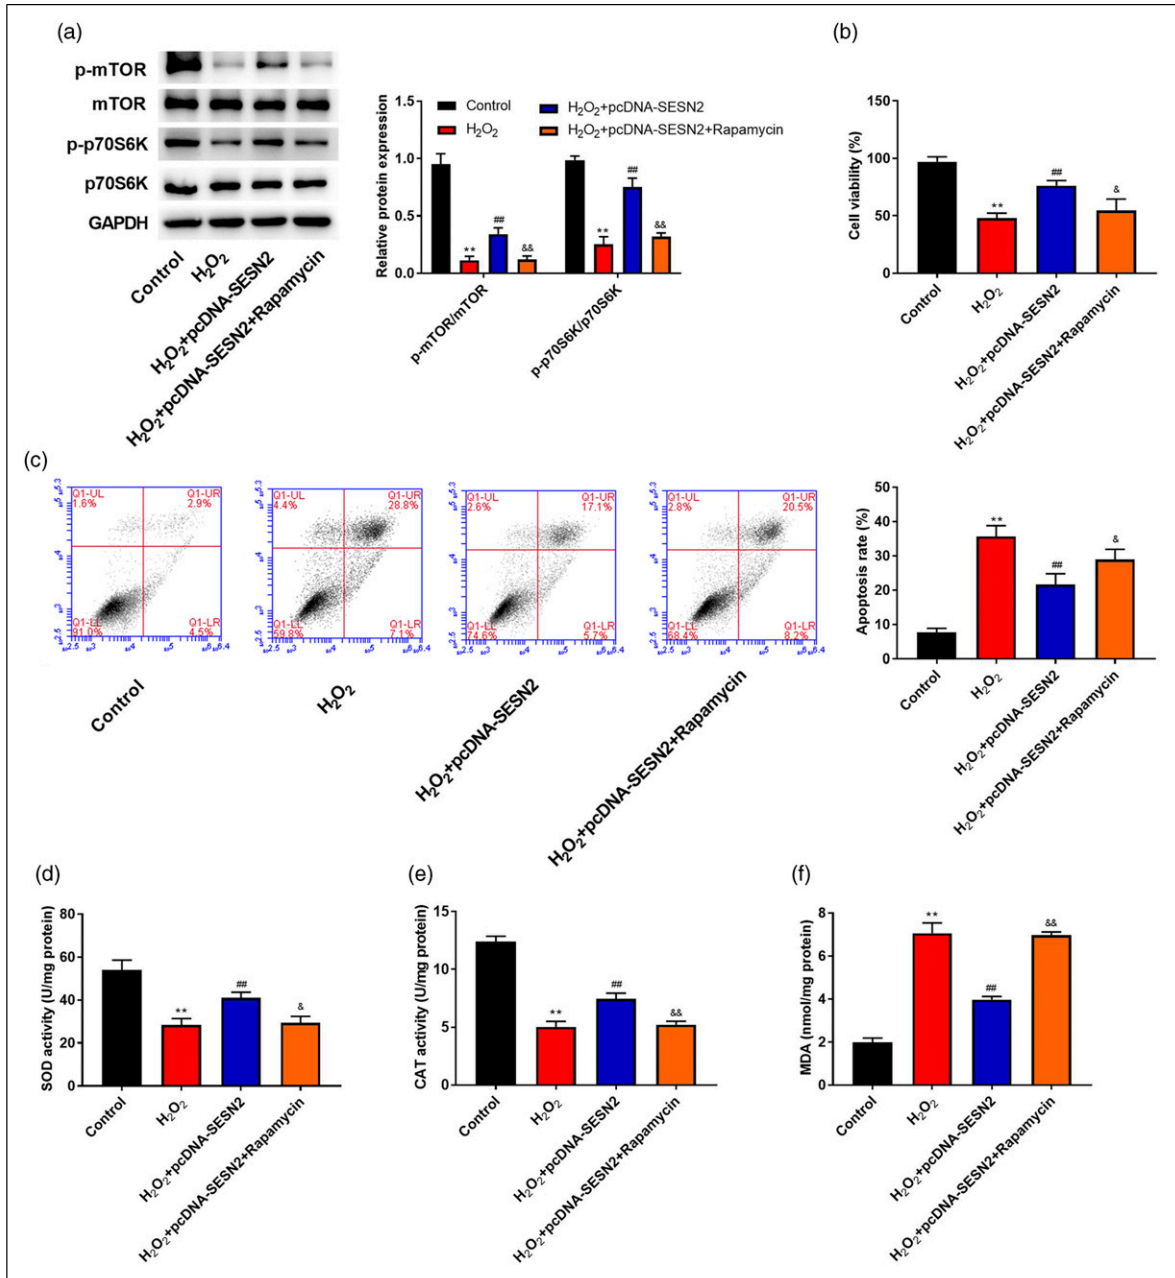 (a)
p-mTOR
mTOR
p-p70S6K
p70S6K
GAPDH
Control
H₂O₂
H₂O₂+pcDNA-SESN2
H₂O₂+pcDNA-SESN2+Rapamycin
Relative protein expression
1.5
1.0
0.5
0.0
Control
H₂O₂
H₂O₂+pcDNA-SESN2
H₂O₂+pcDNA-SESN2+Rapamycin
**
##
&&
**
##
&&
p-mTOR/mTOR
p-p70S6K/p70S6K
(b)
Cell viability (%)
150
100
50
0
**
##
&
Control
H₂O₂
H₂O₂+pcDNA-SESN2
H₂O₂+pcDNA-SESN2+Rapamycin
(c)
Q1-UL
1.6%
Q1-UR
2.9%
Q1-LL
91.0%
Q1-LR
4.5%
Control
Q1-UL
4.4%
Q1-UR
28.8%
Q1-LL
59.8%
Q1-LR
7.1%
H₂O₂
Q1-UL
2.6%
Q1-UR
17.1%
Q1-LL
74.6%
Q1-LR
5.7%
H₂O₂+pcDNA-SESN2
Q1-UL
2.8%
Q1-UR
20.5%
Q1-LL
68.4%
Q1-LR
8.2%
H₂O₂+pcDNA-SESN2+Rapamycin
Apoptosis rate (%)
50
40
30
20
10
0
**
##
&
Control
H₂O₂
H₂O₂+pcDNA-SESN2
H₂O₂+pcDNA-SESN2+Rapamycin
(d)
SOD activity (U/mg protein)
80
60
40
20
0
**
##
&
Control
H₂O₂
H₂O₂+pcDNA-SESN2
H₂O₂+pcDNA-SESN2+Rapamycin
(e)
CAT activity (U/mg protein)
15
10
5
0
**
##
&&
Control
H₂O₂
H₂O₂+pcDNA-SESN2
H₂O₂+pcDNA-SESN2+Rapamycin
(f)
MDA (nmol/mg protein)
8
6
4
2
0
**
##
&&
Control
H₂O₂
H₂O₂+pcDNA-SESN2
H₂O₂+pcDNA-SESN2+Rapamycin